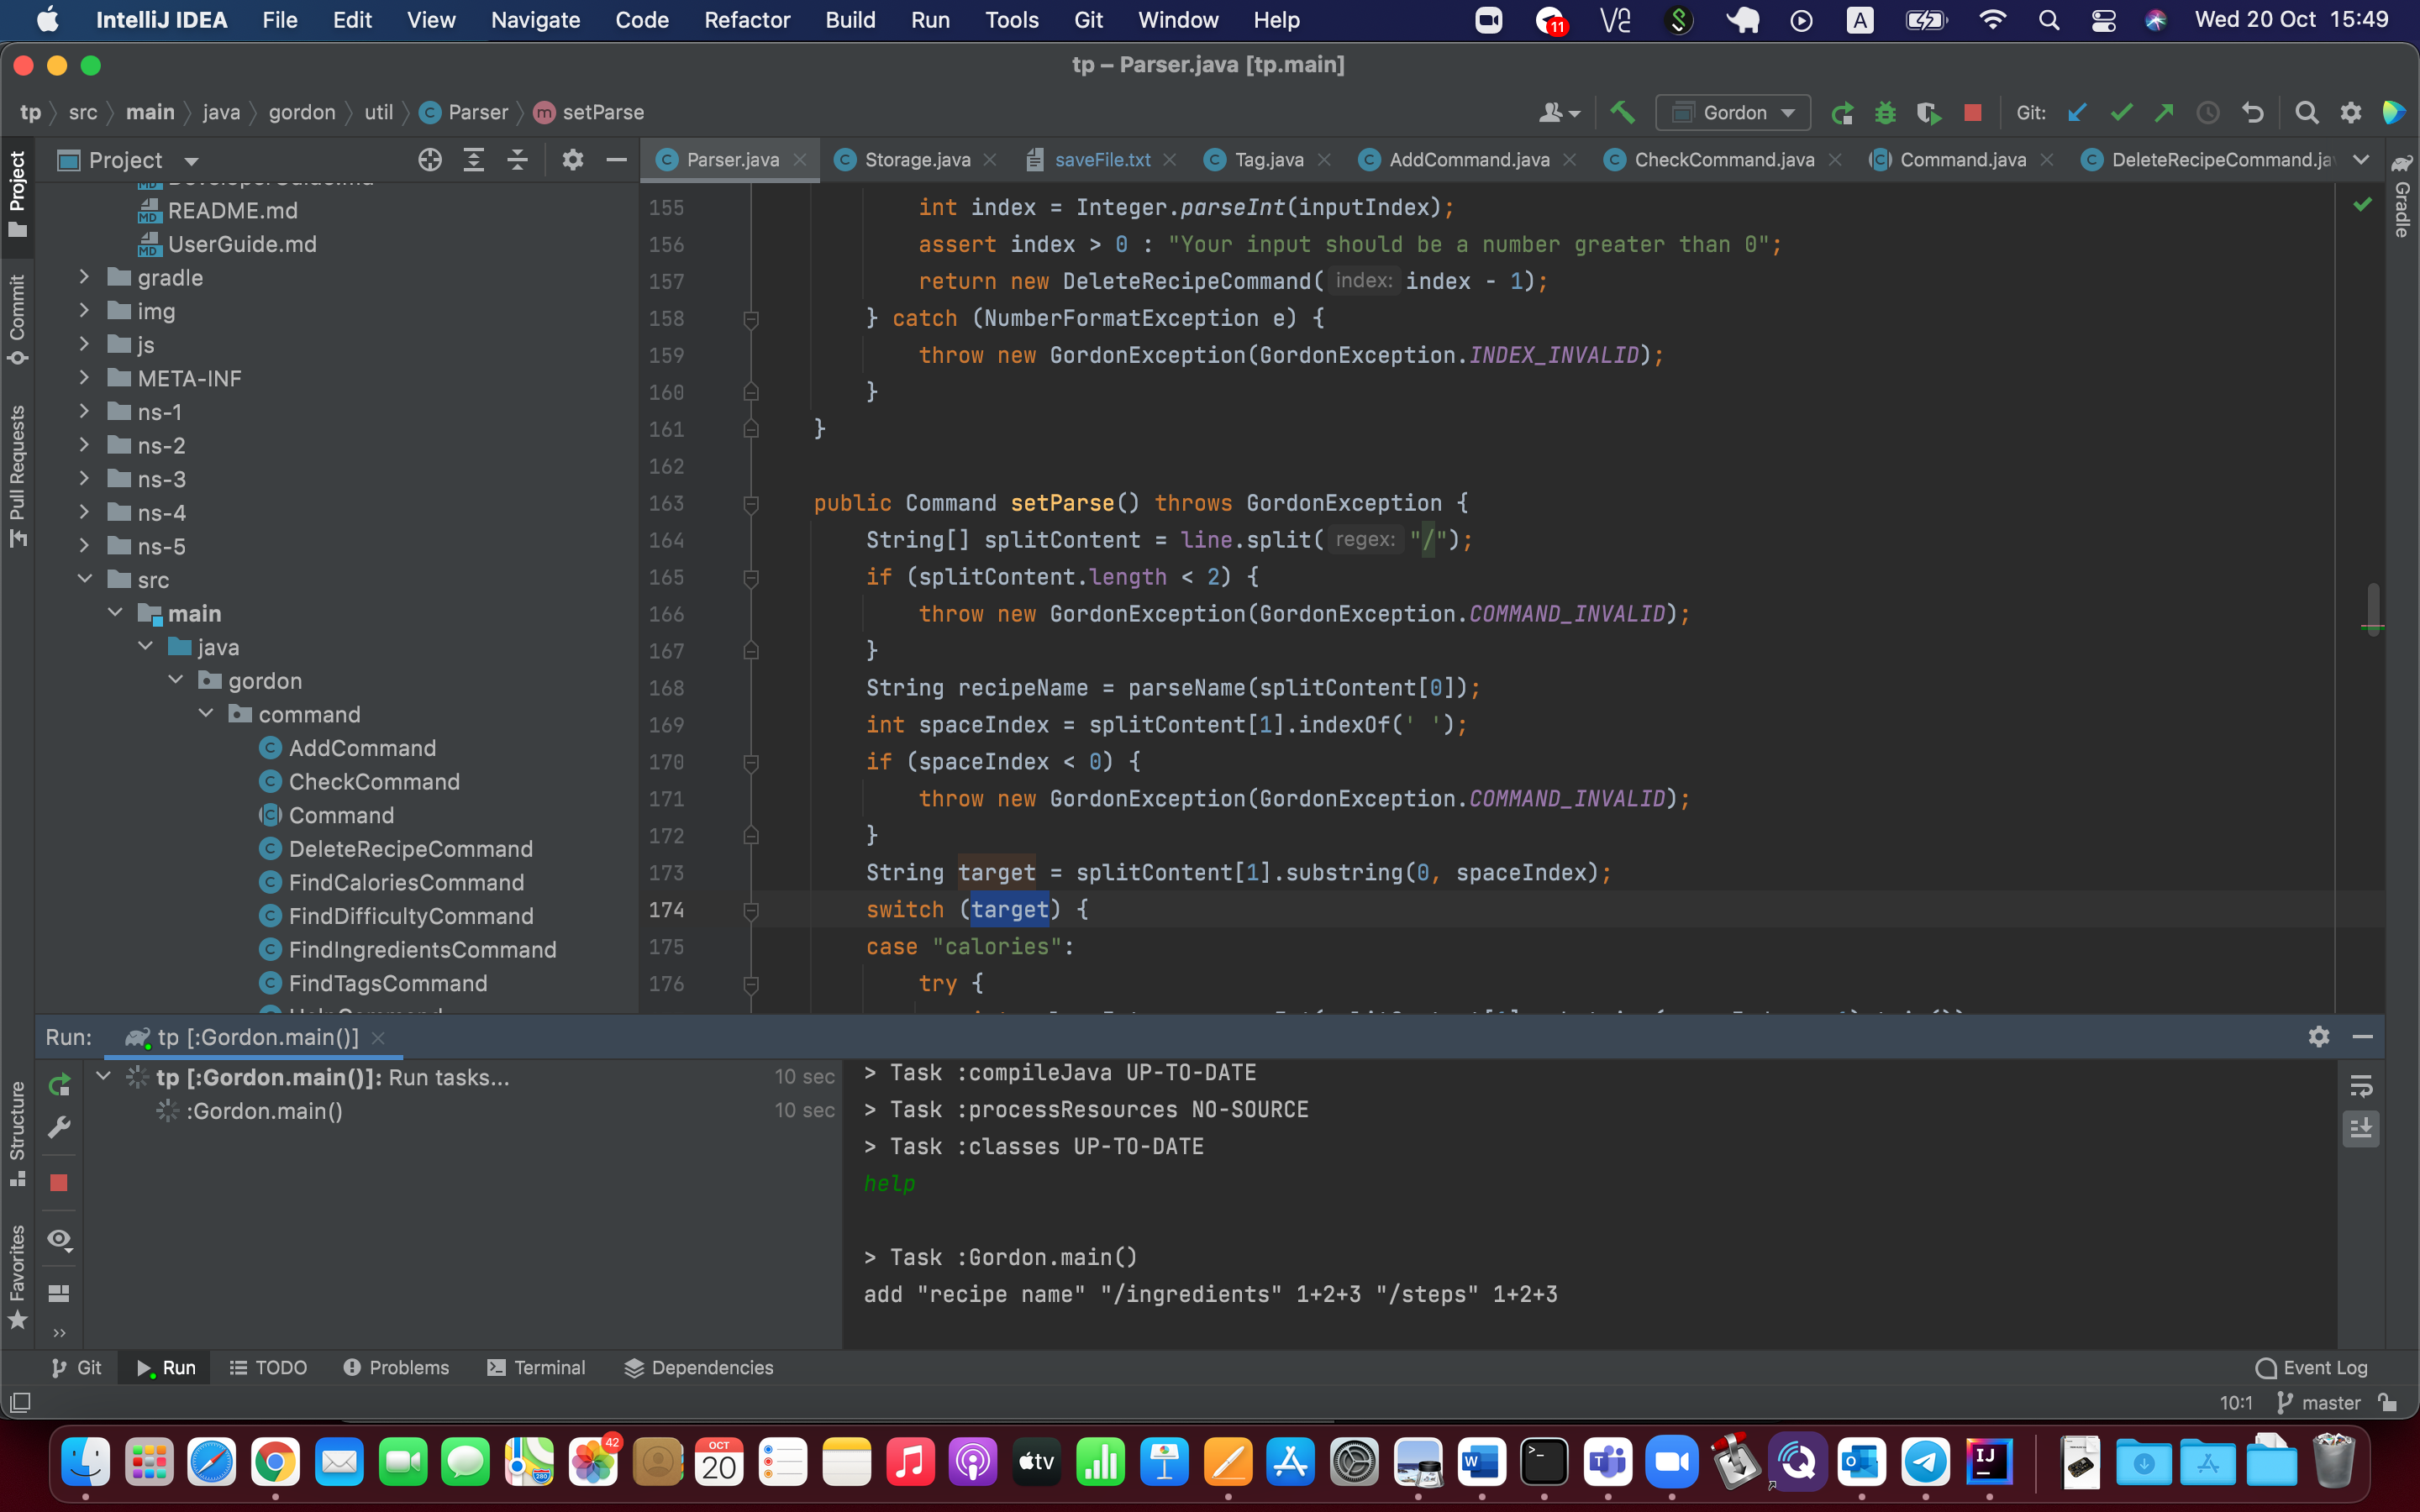 IntelliJ IDEA File Edit View Navigate Code Refactor Build Run Tools Git Window Help 11 A Wed 20 Oct 15:49
tp – Parser.java [tp.main]
tp src main java gordon util C Parser m setParse Gordon Git:
Project
Commit
Pull Requests
Structure
Favorites
Project
README.md
UserGuide.md
gradle
img
js
META-INF
ns-1
ns-2
ns-3
ns-4
ns-5
src
main
java
gordon
command
AddCommand
CheckCommand
Command
DeleteRecipeCommand
FindCaloriesCommand
FindDifficultyCommand
FindIngredientsCommand
FindTagsCommand
Parser.java Storage.java saveFile.txt Tag.java AddCommand.java CheckCommand.java Command.java DeleteRecipeCommand.ja
Gradle
155 int index = Integer.parseInt(inputIndex);
156 assert index > 0 : "Your input should be a number greater than 0";
157 return new DeleteRecipeCommand( index: index - 1);
158 } catch (NumberFormatException e) {
159 throw new GordonException(GordonException.INDEX_INVALID);
160 }
161 }
162
163 public Command setParse() throws GordonException {
164 String[] splitContent = line.split( regex: "/");
165 if (splitContent.length < 2) {
166 throw new GordonException(GordonException.COMMAND_INVALID);
167 }
168 String recipeName = parseName(splitContent[0]);
169 int spaceIndex = splitContent[1].indexOf(' ');
170 if (spaceIndex < 0) {
171 throw new GordonException(GordonException.COMMAND_INVALID);
172 }
173 String target = splitContent[1].substring(0, spaceIndex);
174 switch (target) {
175 case "calories":
176 try {
Run: tp [:Gordon.main()]
tp [:Gordon.main()]: Run tasks... 10 sec
:Gordon.main() 10 sec
> Task :compileJava UP-TO-DATE
> Task :processResources NO-SOURCE
> Task :classes UP-TO-DATE
help
> Task :Gordon.main()
add "recipe name" "/ingredients" 1+2+3 "/steps" 1+2+3
Git Run TODO Problems Terminal Dependencies Event Log
10:1 master
42
OCT
20
tv